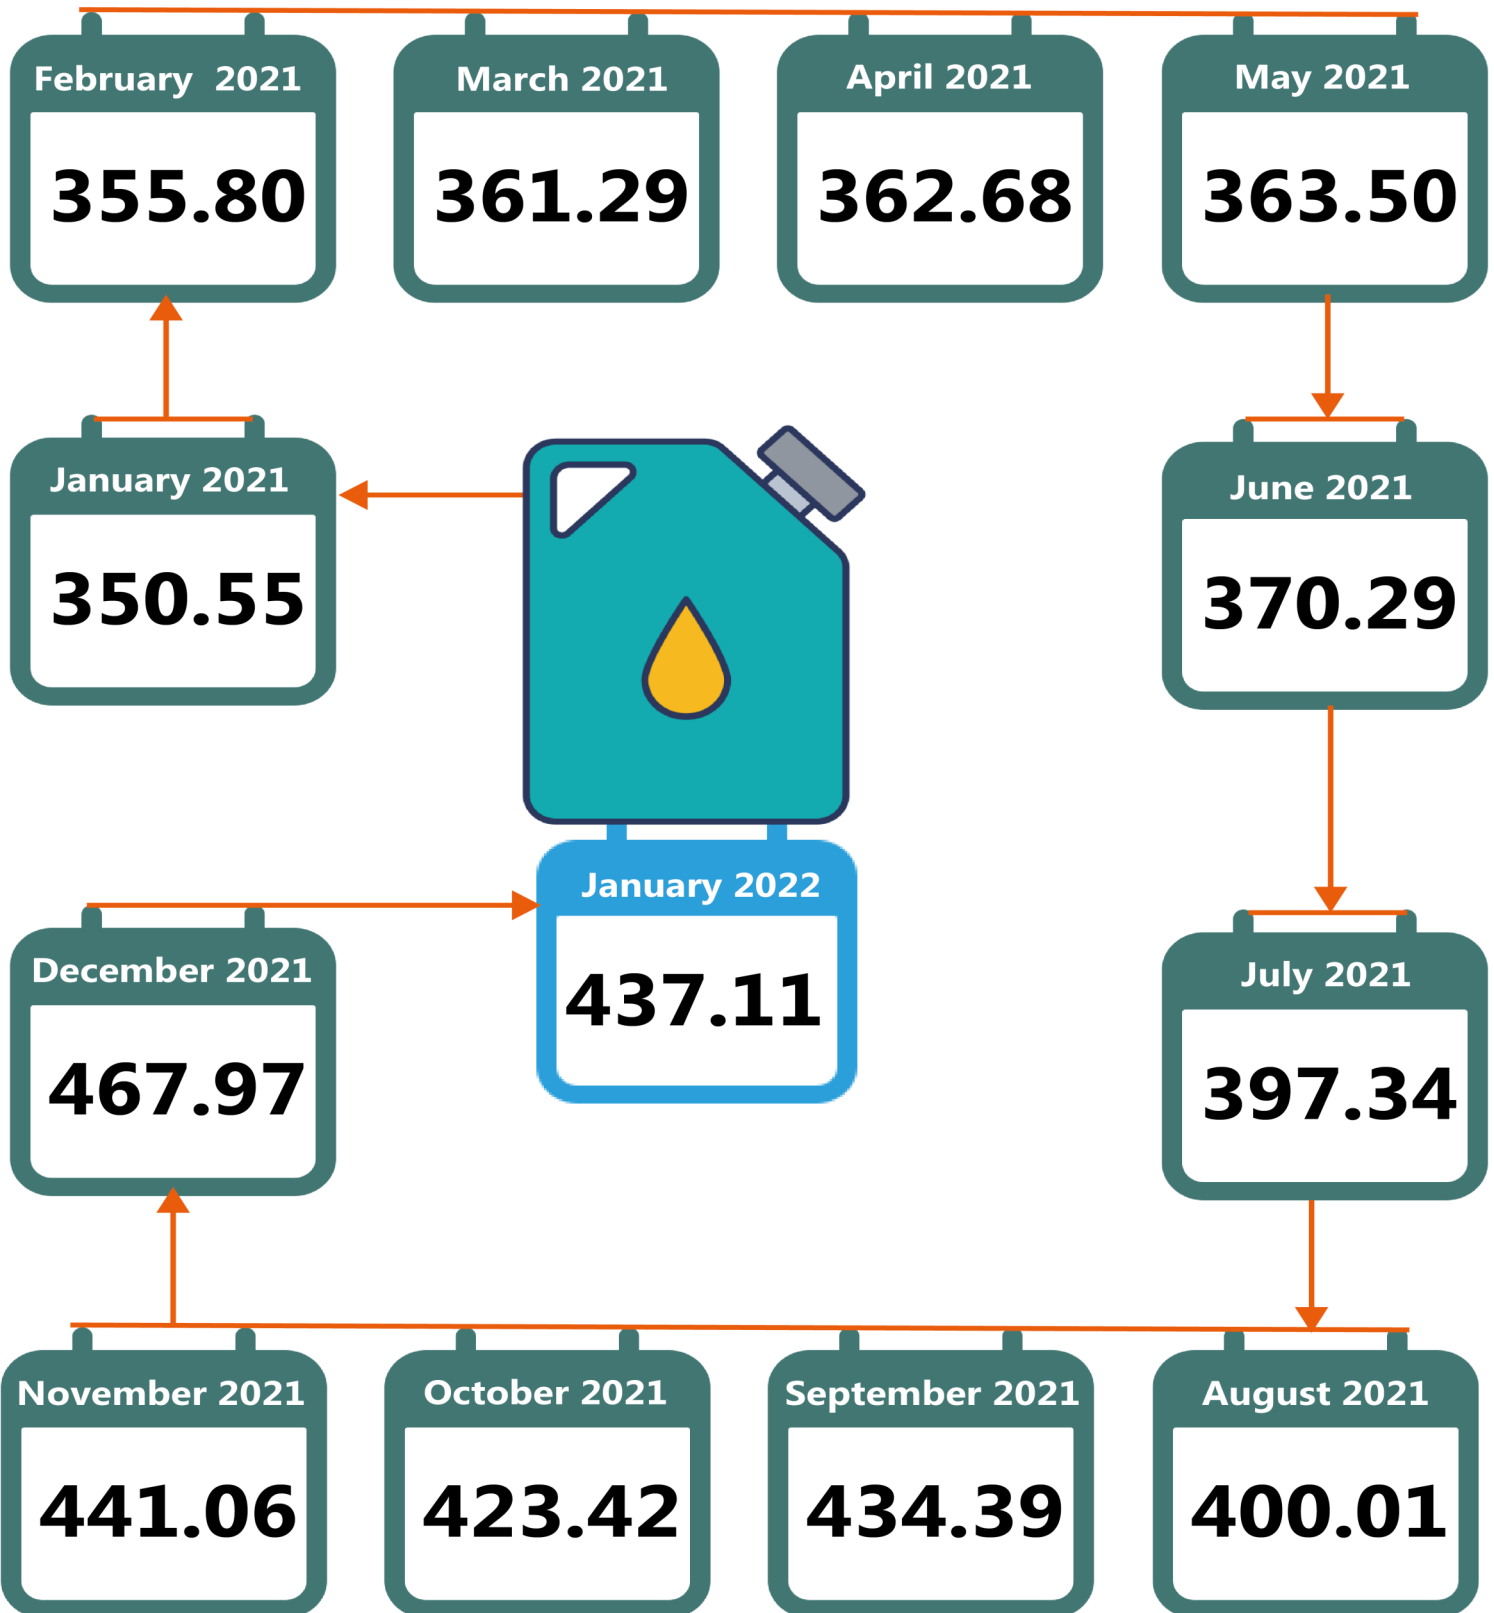 February 2021
355.80
March 2021
361.29
April 2021
362.68
May 2021
363.50
January 2021
350.55
June 2021
370.29
January 2022
437.11
December 2021
467.97
July 2021
397.34
November 2021
441.06
October 2021
423.42
September 2021
434.39
August 2021
400.01